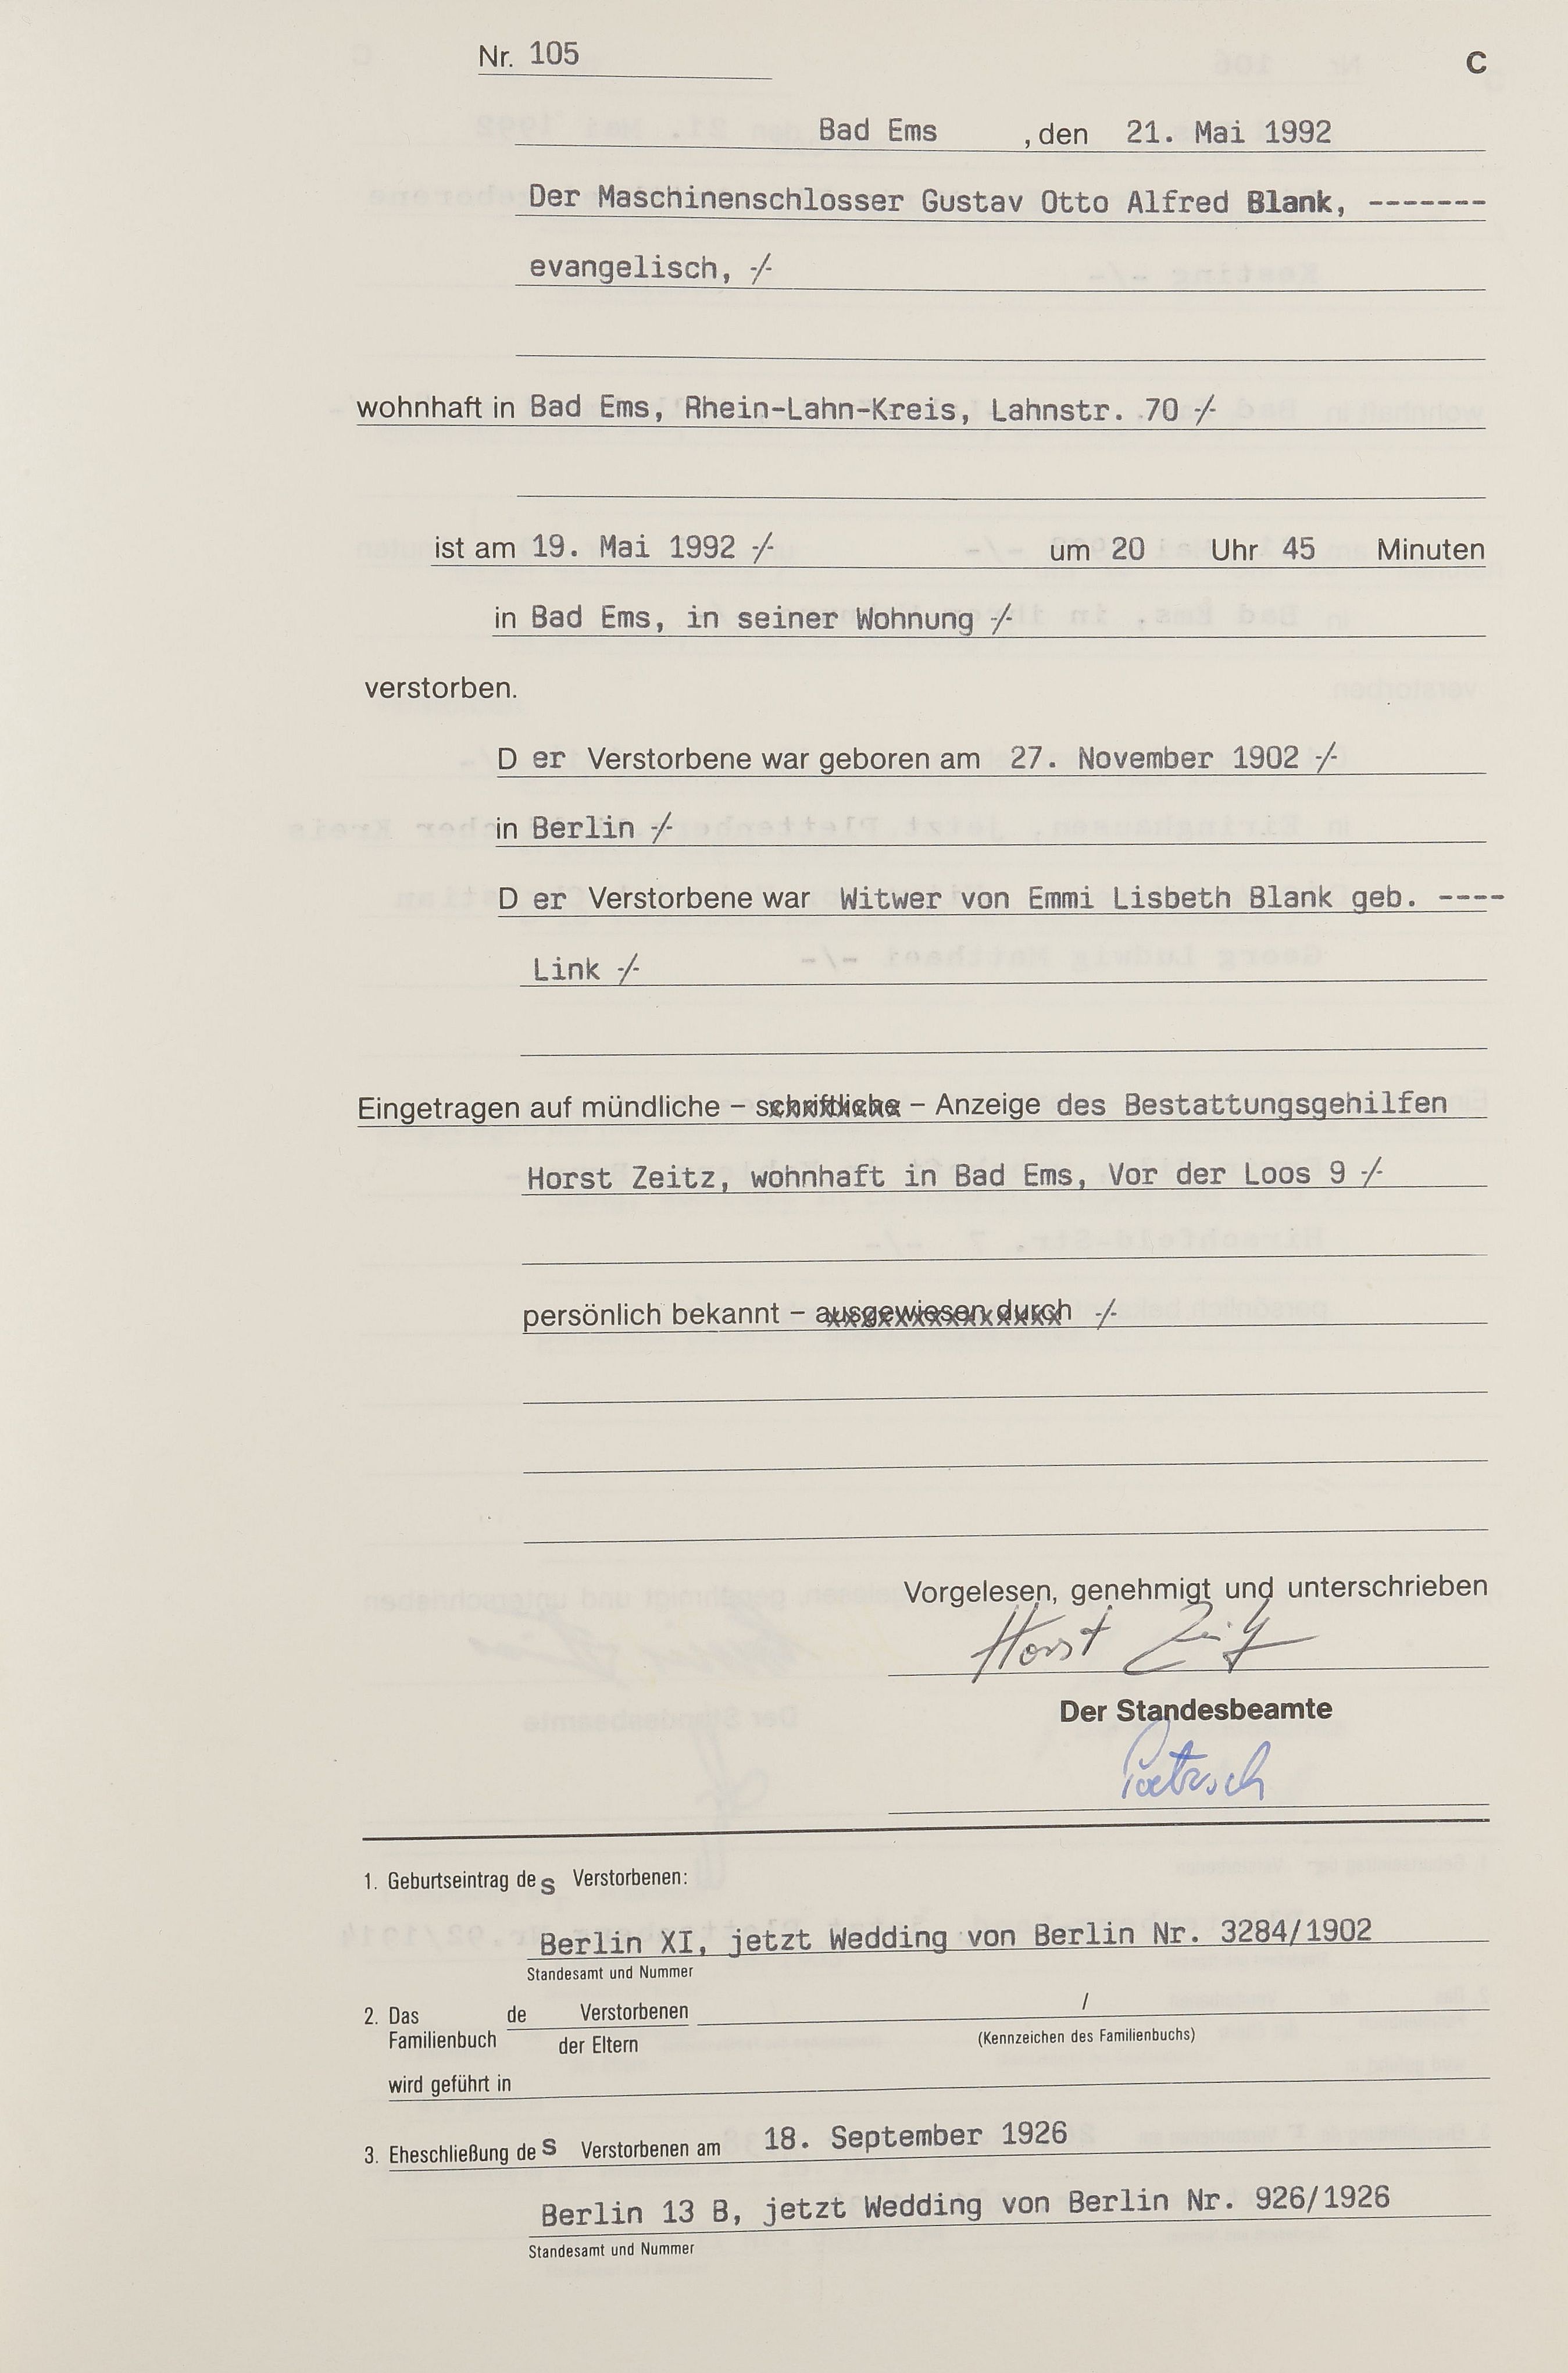 Nr. 105
C
Bad Ems , den 21. Mai 1992
Der Maschinenschlosser Gustav Otto Alfred Blank, -------
evangelisch, -/-
wohnhaft in Bad Ems, Rhein-Lahn-Kreis, Lahnstr. 70 -/-
ist am 19. Mai 1992 -/- um 20 Uhr 45 Minuten
in Bad Ems, in seiner Wohnung -/-
verstorben.
D er Verstorbene war geboren am 27. November 1902 -/-
in Berlin -/-
D er Verstorbene war Witwer von Emmi Lisbeth Blank geb. ----
Link -/-
Eingetragen auf mündliche – schriftliche – Anzeige des Bestattungsgehilfen
Horst Zeitz, wohnhaft in Bad Ems, Vor der Loos 9 -/-
persönlich bekannt – ausgewiesen durch -/-
Vorgelesen, genehmigt und unterschrieben
Horst Zeitz
Der Standesbeamte
1. Geburtseintrag des Verstorbenen:
Berlin XI, jetzt Wedding von Berlin Nr. 3284/1902
Standesamt und Nummer
2. Das de Verstorbenen /
Familienbuch der Eltern (Kennzeichen des Familienbuchs)
wird geführt in
3. Eheschließung des Verstorbenen am 18. September 1926
Berlin 13 B, jetzt Wedding von Berlin Nr. 926/1926
Standesamt und Nummer